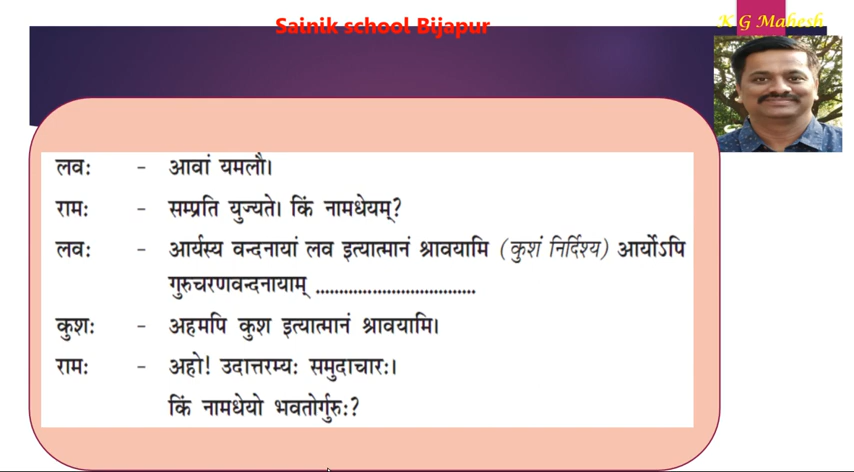 Sainik school Bijapur
K G Mahesh
लवः - आवां यमलौ।
रामः - सम्प्रति युज्यते। किं नामधेयम्?
लवः - आर्यस्य वन्दनायां लव इत्यात्मानं श्रावयामि (कुशं निर्दिश्य) आर्योऽपि
गुरुचरणवन्दनायाम् ..................................
कुशः - अहमपि कुश इत्यात्मानं श्रावयामि।
रामः - अहो! उदात्तरम्यः समुदाचारः।
किं नामधेयो भवतोर्गुरुः?